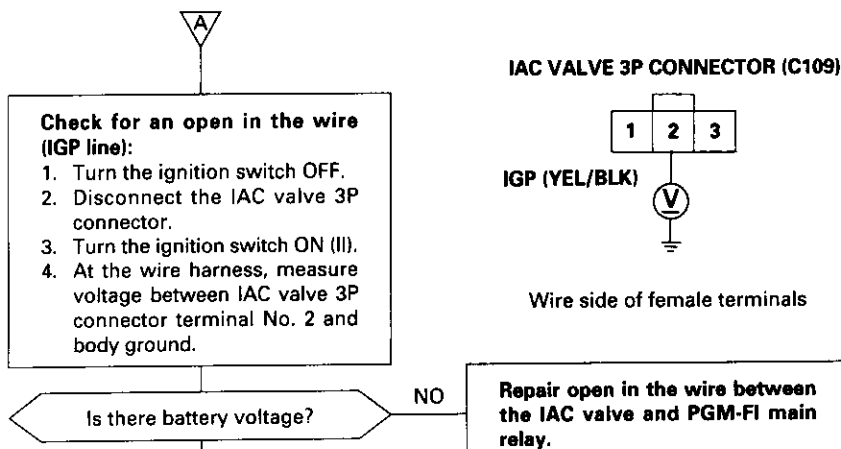 A
Check for an open in the wire
(IGP line):
1. Turn the ignition switch OFF.
2. Disconnect the IAC valve 3P
connector.
3. Turn the ignition switch ON (II).
4. At the wire harness, measure
voltage between IAC valve 3P
connector terminal No. 2 and
body ground.
IAC VALVE 3P CONNECTOR (C109)
1 2 3
IGP (YEL/BLK)
V
Wire side of female terminals
Is there battery voltage?
NO
Repair open in the wire between
the IAC valve and PGM-FI main
relay.